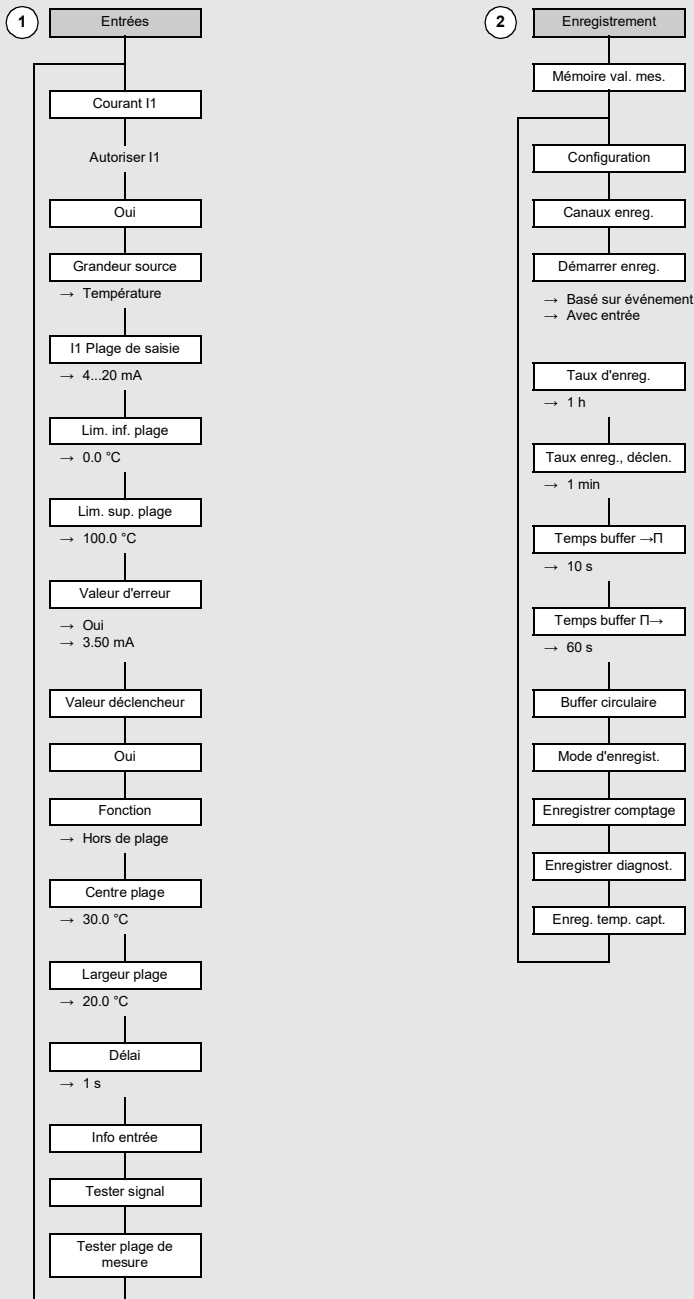 1
Entrées
Courant I1
Autoriser I1
Oui
Grandeur source
→ Température
I1 Plage de saisie
→ 4...20 mA
Lim. inf. plage
→ 0.0 °C
Lim. sup. plage
→ 100.0 °C
Valeur d'erreur
→ Oui
→ 3.50 mA
Valeur déclencheur
Oui
Fonction
→ Hors de plage
Centre plage
→ 30.0 °C
Largeur plage
→ 20.0 °C
Délai
→ 1 s
Info entrée
Tester signal
Tester plage de
mesure
2
Enregistrement
Mémoire val. mes.
Configuration
Canaux enreg.
Démarrer enreg.
→ Basé sur événement
→ Avec entrée
Taux d'enreg.
→ 1 h
Taux enreg., déclen.
→ 1 min
Temps buffer →Π
→ 10 s
Temps buffer Π→
→ 60 s
Buffer circulaire
Mode d'enregist.
Enregistrer comptage
Enregistrer diagnost.
Enreg. temp. capt.